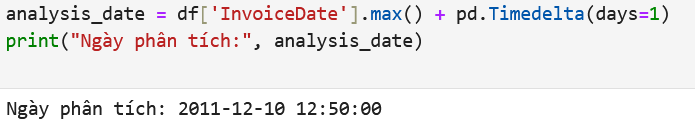 analysis_date = df['InvoiceDate'].max() + pd.Timedelta(days=1)
print("Ngày phân tích:", analysis_date)
Ngày phân tích: 2011-12-10 12:50:00